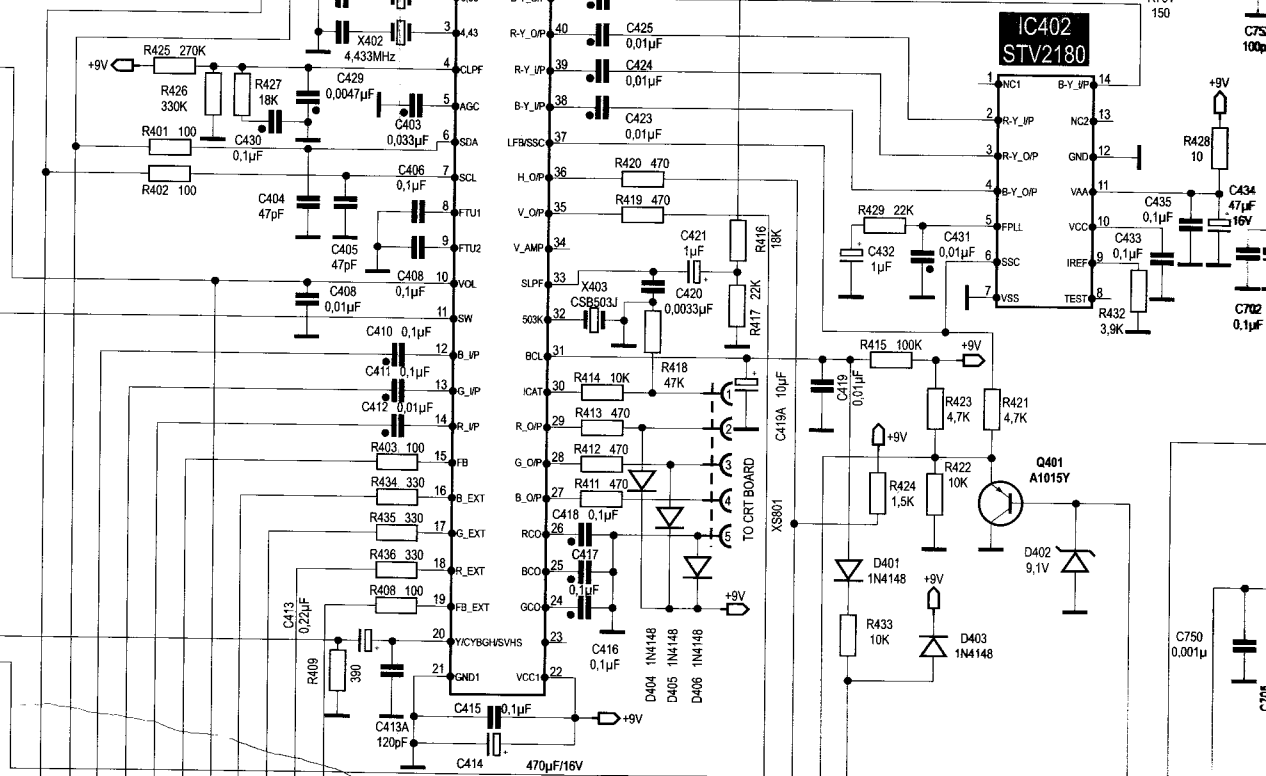 150
IC402
STV2180
C425
0,01µF
C424
0,01µF
C423
0,01µF
40
39
38
37
36
35
34
33
32
31
30
29
28
27
26
25
24
23
22
R-Y_O/P
R-Y_I/P
B-Y_I/P
LFB/SSC
H_O/P
V_O/P
V_AMP
SLPF
503K
BCL
ICAT
R_O/P
G_O/P
B_O/P
RCO
BCO
GCO
VCC1
3
4
5
6
7
8
9
10
11
12
13
14
15
16
17
18
19
20
21
4,43
CLPF
AGC
SDA
SCL
FTU1
FTU2
VOL
SW
B_I/P
G_I/P
R_I/P
FB
B_EXT
G_EXT
R_EXT
FB_EXT
Y/CYBGH/SVHS
GND1
X402
4,433MHz
R425 270K
+9V
R426
330K
R427
18K
C429
0,0047µF
C403
0,033µF
C430
0,1µF
R401 100
R402 100
C404
47pF
C406
0,1µF
C405
47pF
C408
0,1µF
C408
0,01µF
C410 0,1µF
C411 0,1µF
C412 0,01µF
R403 100
R434 330
R435 330
R436 330
R408 100
C413
0,22µF
R409
390
C413A
120pF
C415 0,1µF
C414
470µF/16V
+9V
R420 470
R419 470
R416
18K
C421
1µF
C420
0,0033µF
X403
CSB503J
R417 22K
R418
47K
R414 10K
R413 470
R412 470
R411 470
C418 0,1µF
C417
0,1µF
C416
0,1µF
D404 1N4148
D405 1N4148
D406 1N4148
+9V
1
2
3
4
5
TO CRT BOARD
XS801
C419A 10µF
C419
0,01µF
R415 100K
+9V
R423
4,7K
R421
4,7K
+9V
R424
1,5K
R422
10K
Q401
A1015Y
D402
9,1V
D401
1N4148
R433
10K
+9V
D403
1N4148
1
2
3
4
5
6
7
NC1
R-Y_I/P
R-Y_O/P
B-Y_O/P
FPLL
SSC
VSS
14
13
12
11
10
9
8
B-Y_I/P
NC2
GND
VAA
VCC
IREF
TEST
R429 22K
C432
1µF
C431
0,01µF
C433
0,1µF
R432
3,9K
C435
0,1µF
+9V
R428
10
C434
47µF
16V
C702
0,1µF
C750
0,001µ